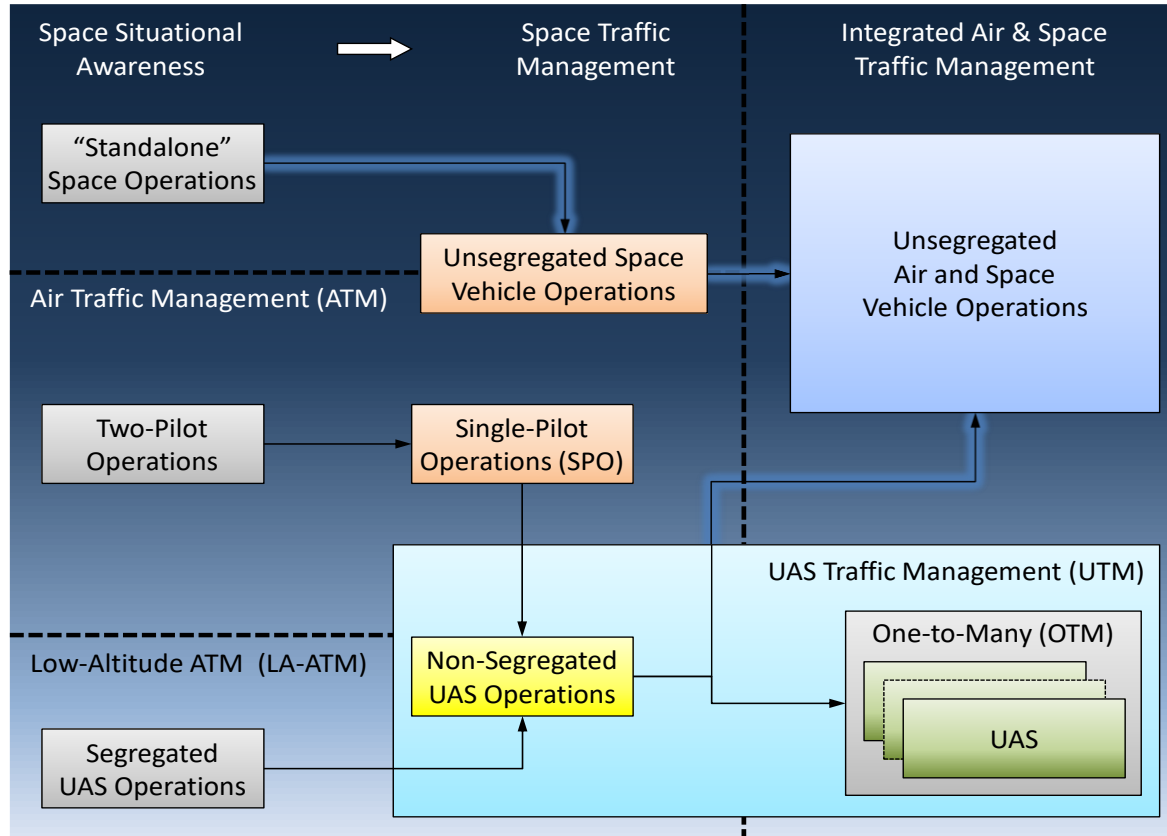 Space Situational
Awareness
Space Traffic
Management
Integrated Air & Space
Traffic Management
“Standalone”
Space Operations
Unsegregated Space
Vehicle Operations
Unsegregated
Air and Space
Vehicle Operations
Air Traffic Management (ATM)
Two-Pilot
Operations
Single-Pilot
Operations (SPO)
UAS Traffic Management (UTM)
Low-Altitude ATM (LA-ATM)
Non-Segregated
UAS Operations
One-to-Many (OTM)
UAS
Segregated
UAS Operations